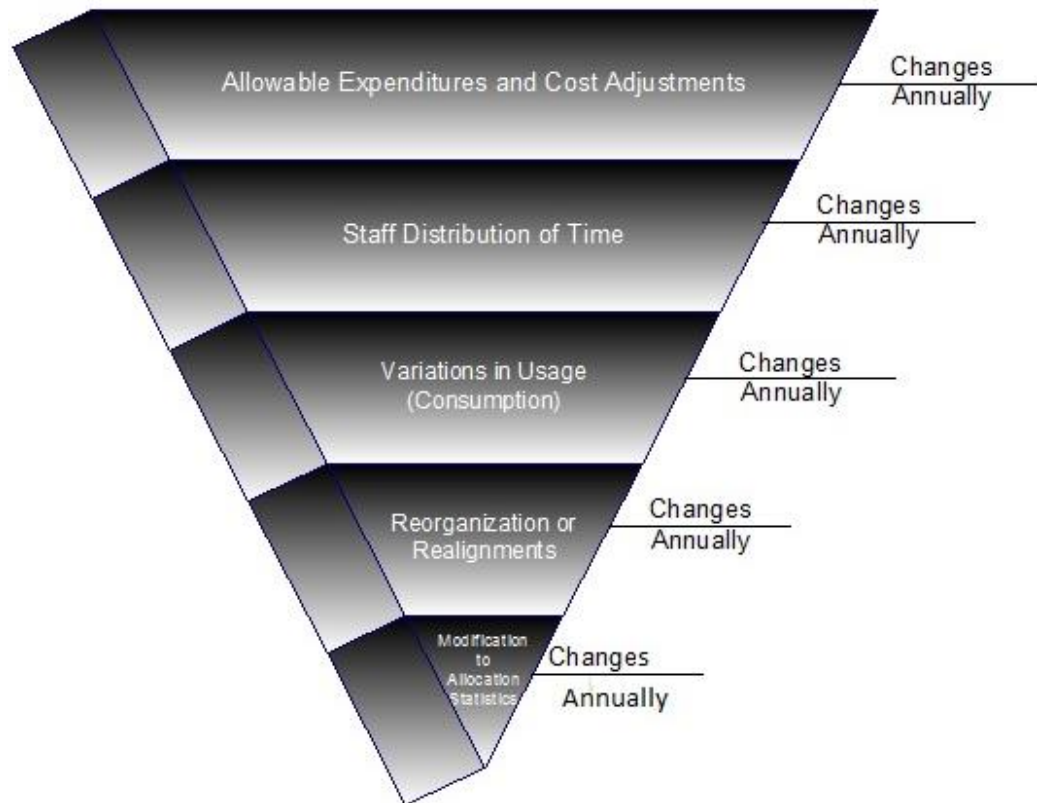 Allowable Expenditures and Cost Adjustments
Changes
Annually
Staff Distribution of Time
Changes
Annually
Variations in Usage
(Consumption)
Changes
Annually
Reorganization or
Realignments
Changes
Annually
Modification
to
Allocation
Statistics
Changes
Annually